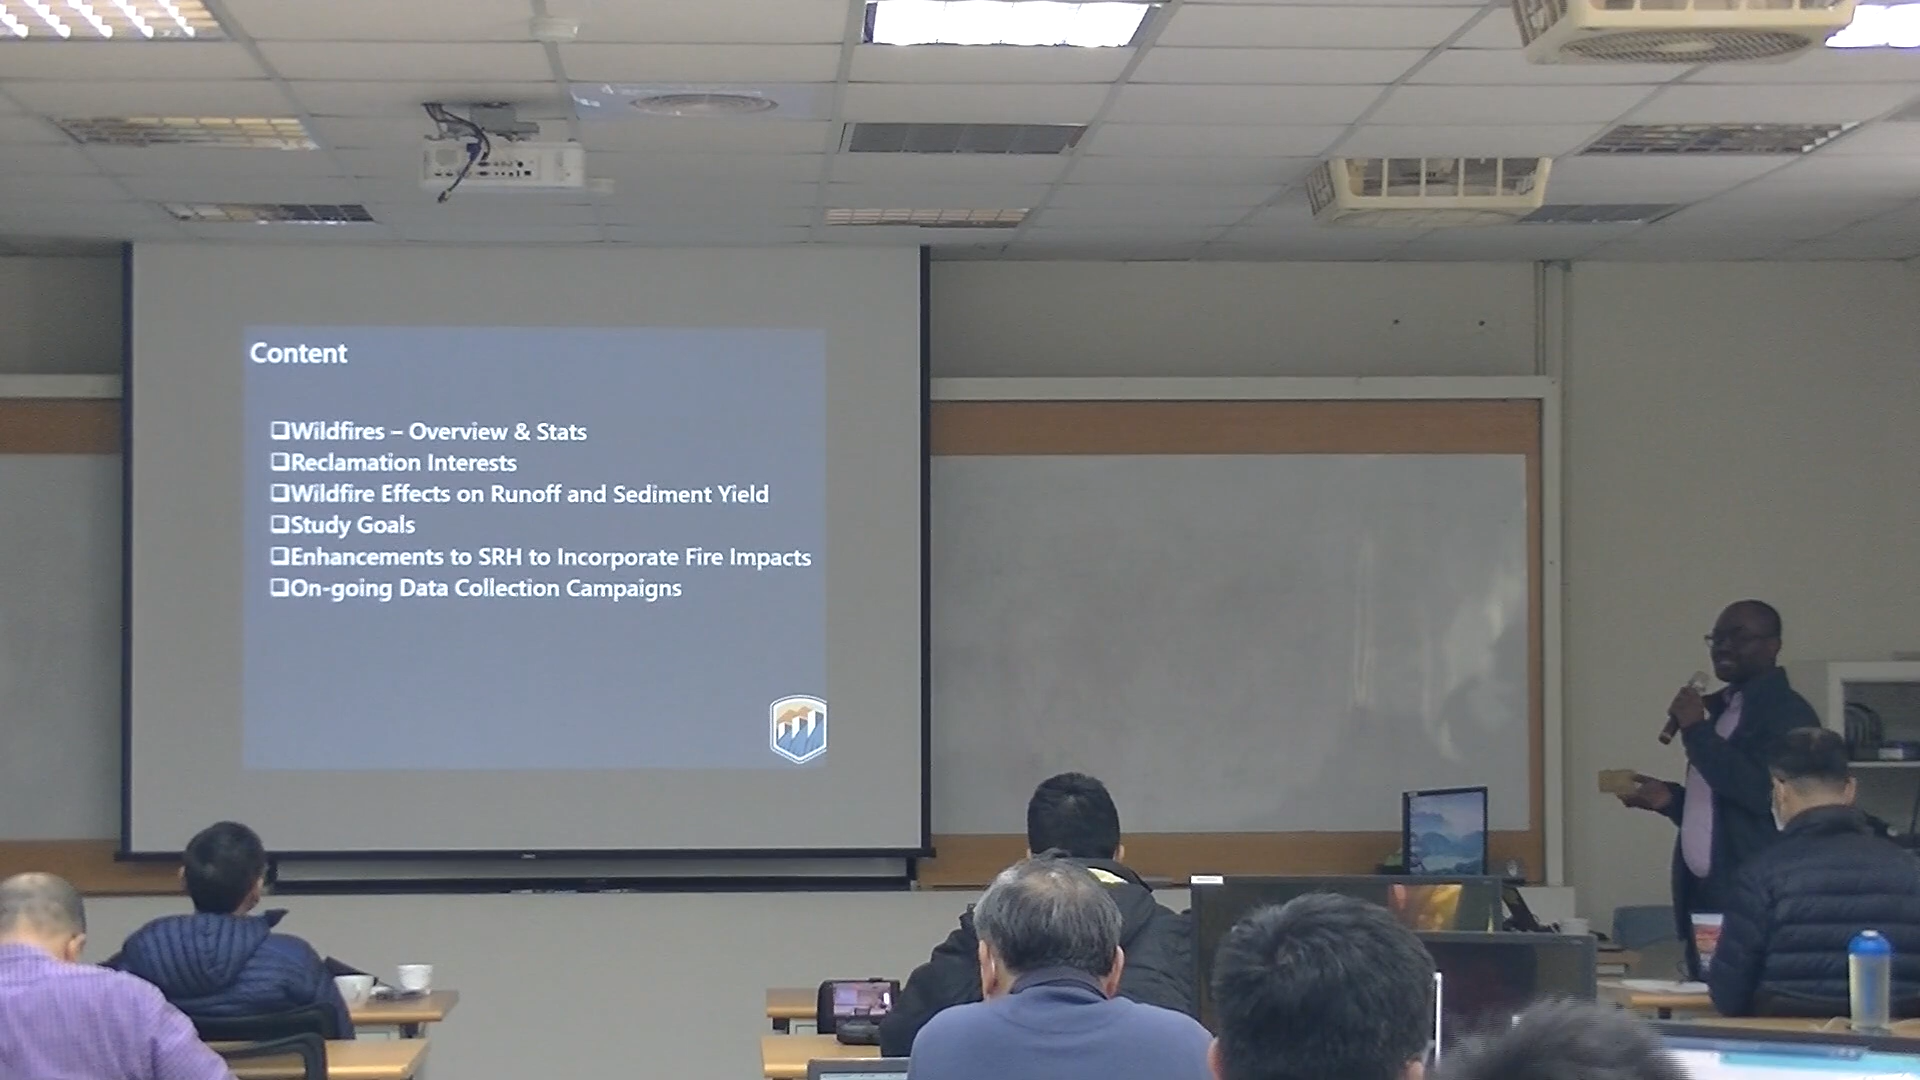 Content
❑Wildfires – Overview & Stats
❑Reclamation Interests
❑Wildfire Effects on Runoff and Sediment Yield
❑Study Goals
❑Enhancements to SRH to Incorporate Fire Impacts
❑On-going Data Collection Campaigns